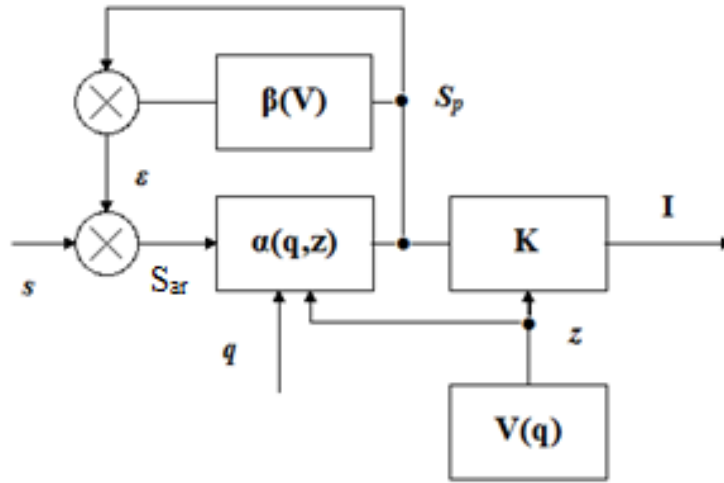 β(V)
Sp
ε
s
Sar
α(q,z)
K
I
q
z
V(q)